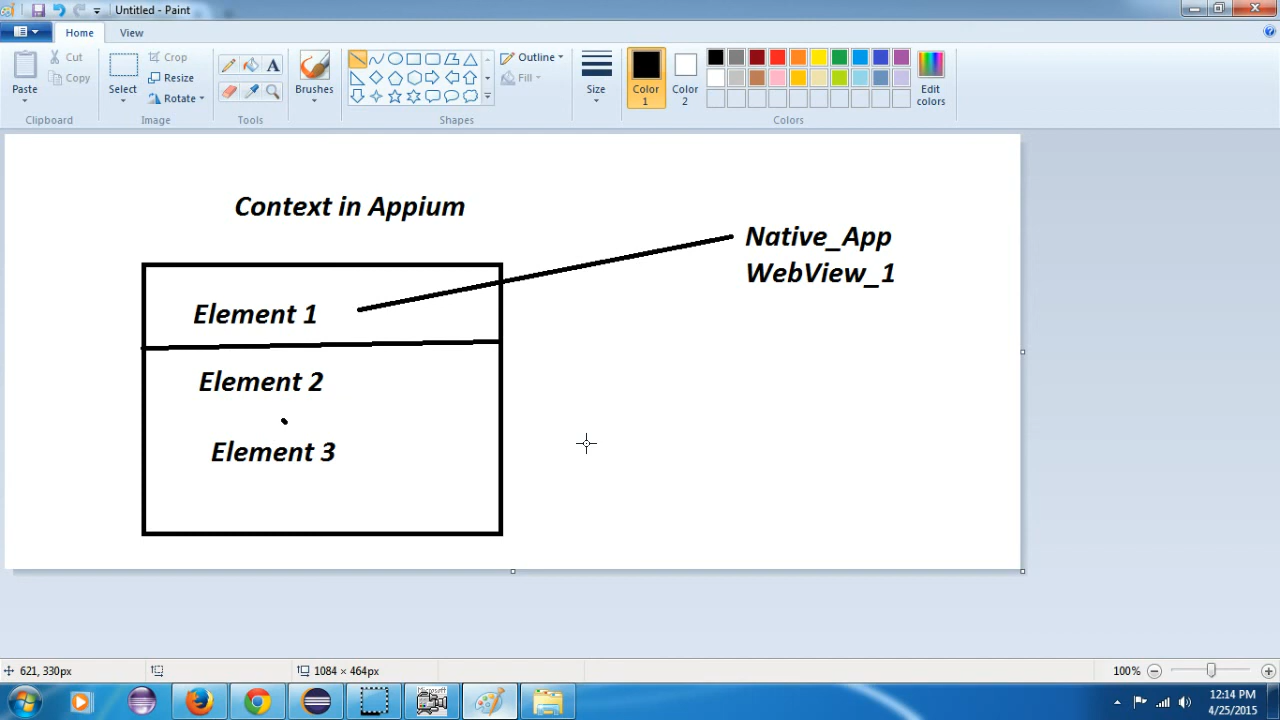 Untitled - Paint
Home
View
Paste
Cut
Copy
Clipboard
Select
Crop
Resize
Rotate
Image
A
Tools
Brushes
Outline
Fill
Shapes
Size
Color 1
Color 2
Edit colors
Colors
Context in Appium
Native_App
WebView_1
Element 1
Element 2
Element 3
621, 330px
1084 × 464px
100%
12:14 PM
4/25/2015